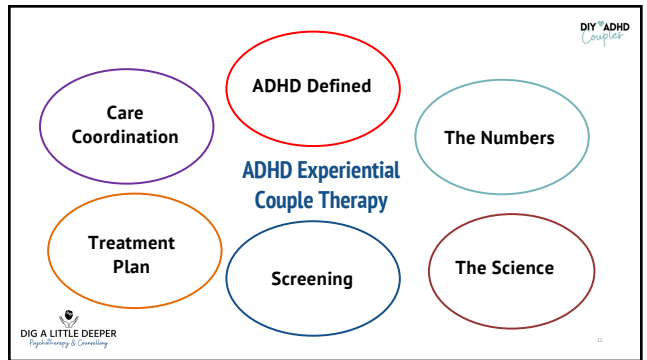 DIY ADHD
Couples
ADHD Defined
Care
Coordination
The Numbers
ADHD Experiential
Couple Therapy
Treatment
Plan
Screening
The Science
DIG A LITTLE DEEPER
Psychotherapy & Counselling
12